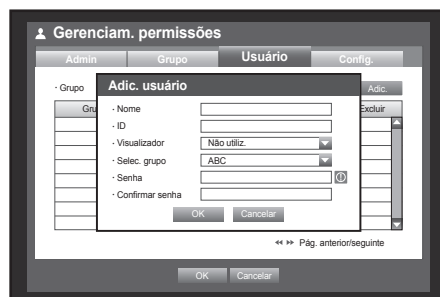 Gerenciam. permissões
Admin Grupo Usuário Config.
· Grupo Adic.
Gru Excluir
Adic. usuário
· Nome
· ID
· Visualizador Não utiliz.
· Selec. grupo ABC
· Senha
· Confirmar senha
OK Cancelar
Pág. anterior/seguinte
OK Cancelar